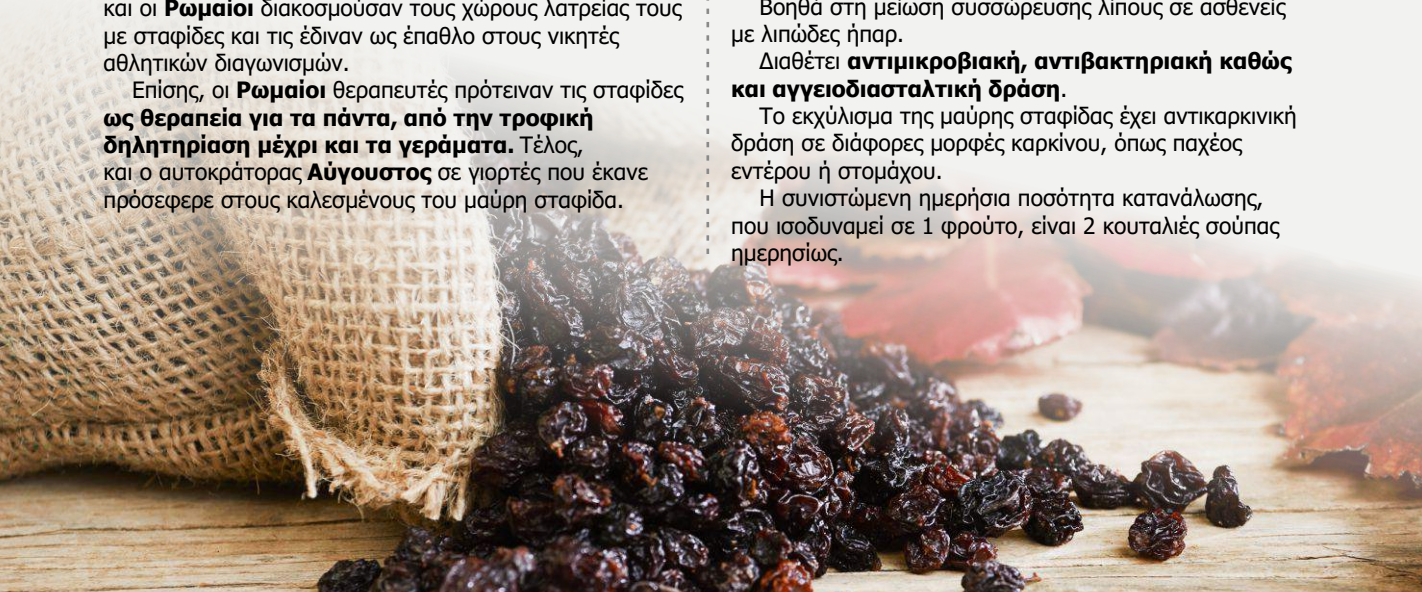 και οι Ρωμαίοι διακοσμούσαν τους χώρους λατρείας τους
με σταφίδες και τις έδιναν ως έπαθλο στους νικητές
αθλητικών διαγωνισμών.
Επίσης, οι Ρωμαίοι θεραπευτές πρότειναν τις σταφίδες
ως θεραπεία για τα πάντα, από την τροφική
δηλητηρίαση μέχρι και τα γεράματα. Τέλος,
και ο αυτοκράτορας Αύγουστος σε γιορτές που έκανε
πρόσεφερε στους καλεσμένους του μαύρη σταφίδα.
Βοηθά στη μείωση συσσώρευσης λίπους σε ασθενείς
με λιπώδες ήπαρ.
Διαθέτει αντιμικροβιακή, αντιβακτηριακή καθώς
και αγγειοδιασταλτική δράση.
Το εκχύλισμα της μαύρης σταφίδας έχει αντικαρκινική
δράση σε διάφορες μορφές καρκίνου, όπως παχέος
εντέρου ή στομάχου.
Η συνιστώμενη ημερήσια ποσότητα κατανάλωσης,
που ισοδυναμεί σε 1 φρούτο, είναι 2 κουταλιές σούπας
ημερησίως.